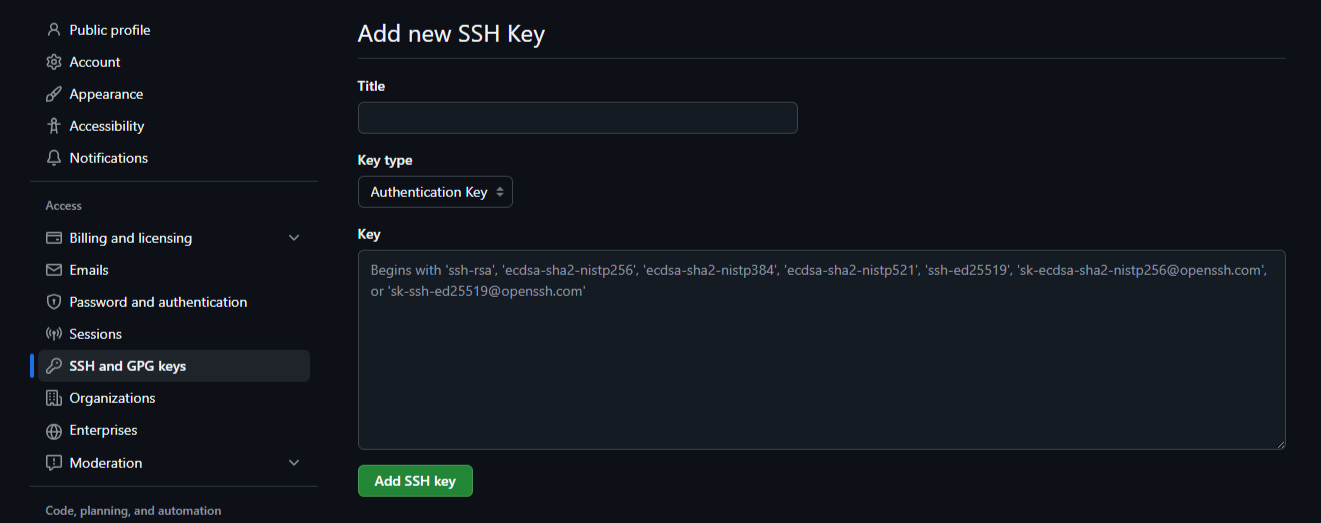 Public profile
Account
Appearance
Accessibility
Notifications
Access
Billing and licensing
Emails
Password and authentication
Sessions
SSH and GPG keys
Organizations
Enterprises
Moderation
Code, planning, and automation
Add new SSH Key
Title
Key type
Authentication Key
Key
Begins with 'ssh-rsa', 'ecdsa-sha2-nistp256', 'ecdsa-sha2-nistp384', 'ecdsa-sha2-nistp521', 'ssh-ed25519', 'sk-ecdsa-sha2-nistp256@openssh.com',
or 'sk-ssh-ed25519@openssh.com'
Add SSH key